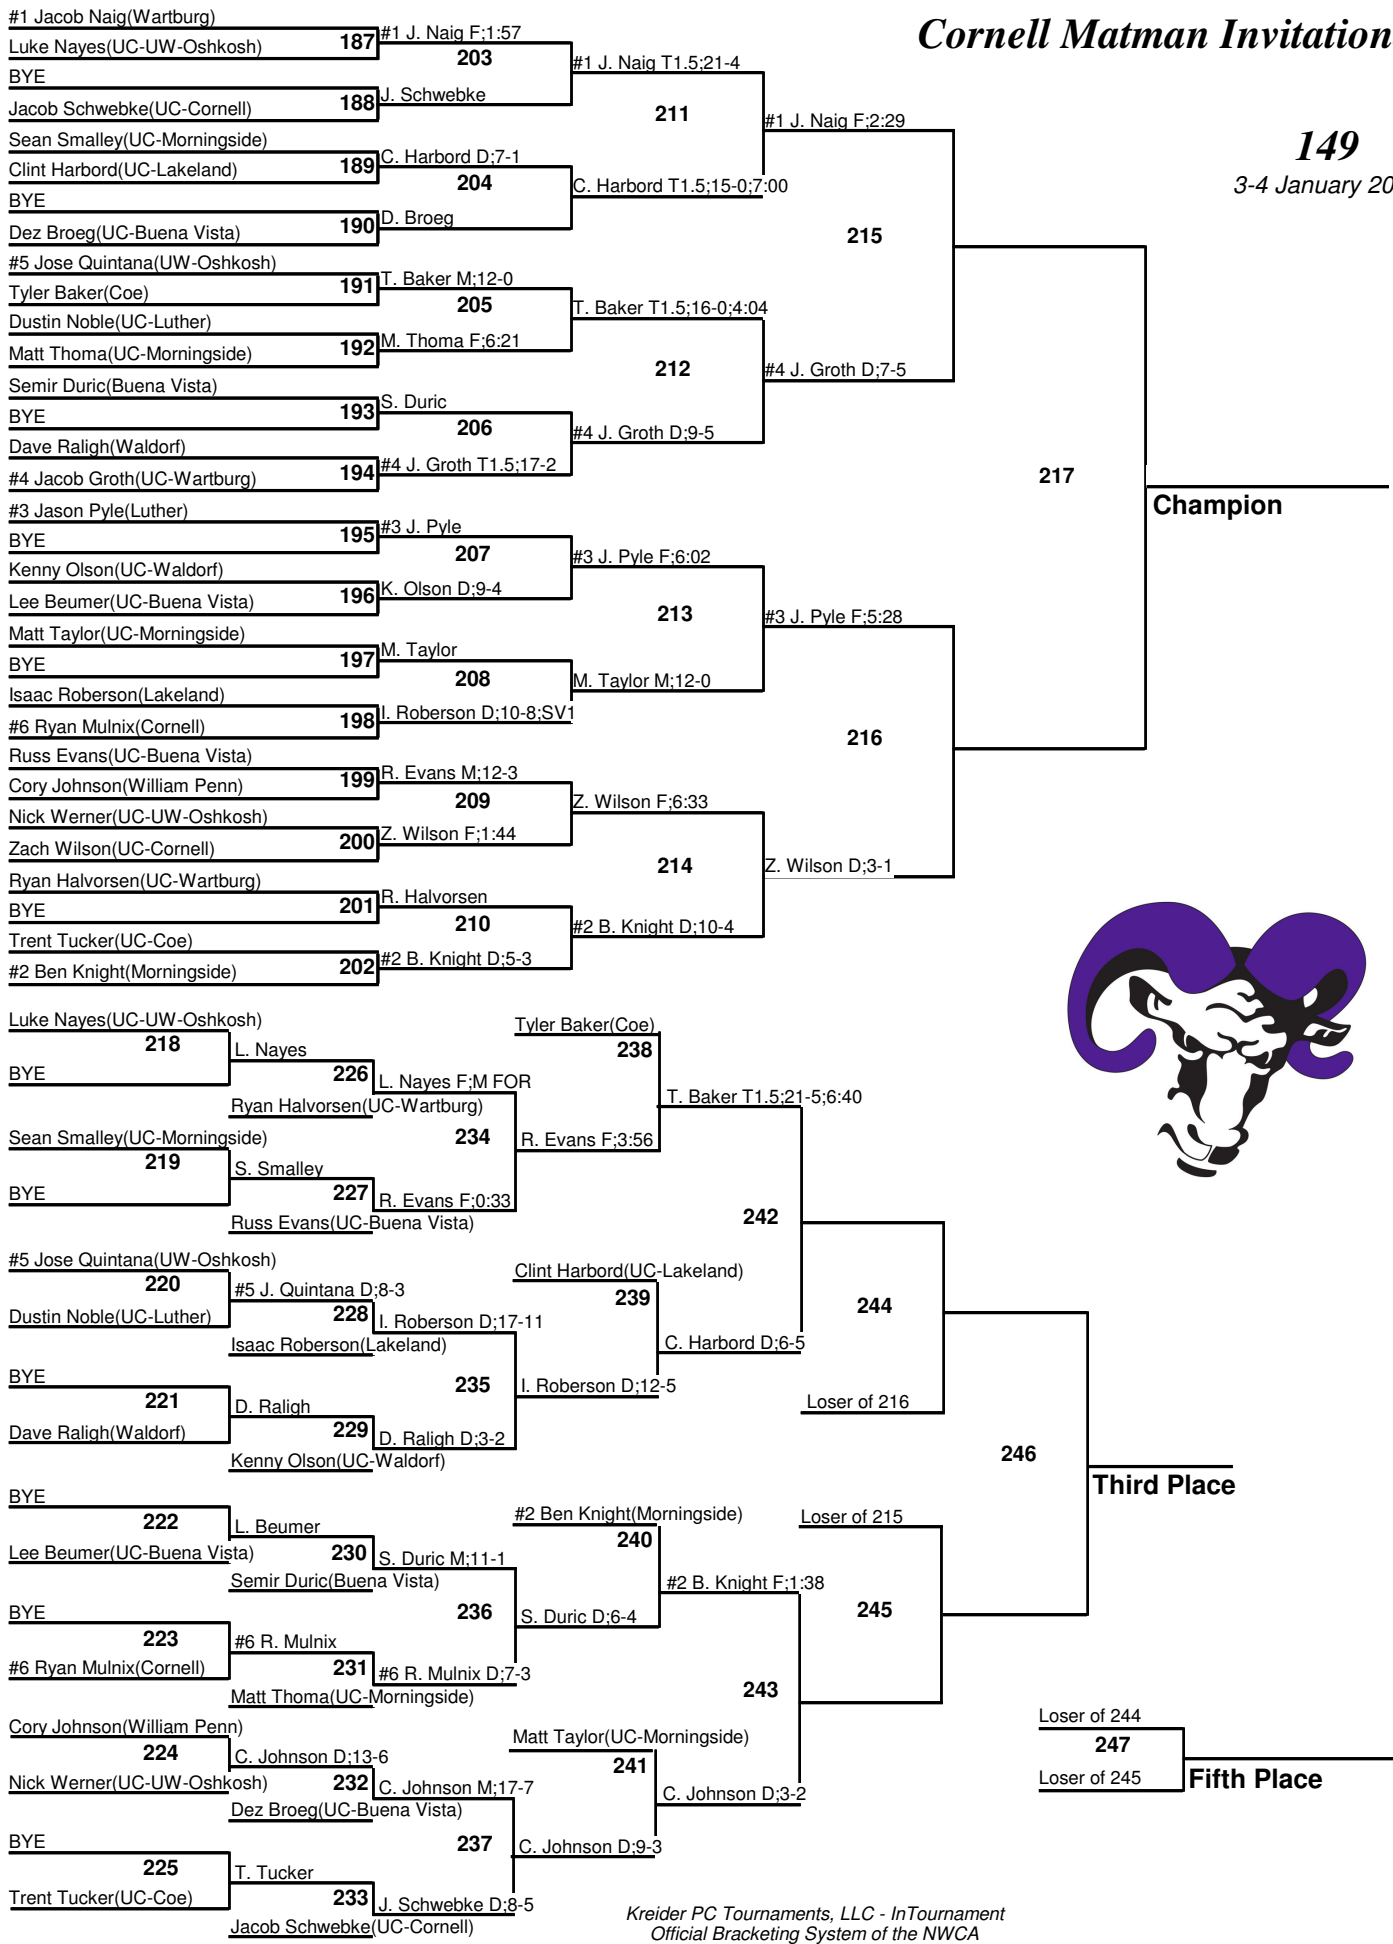 Cornell Matman Invitation
149
3-4 January 20
#1 Jacob Naig(Wartburg)
Luke Nayes(UC-UW-Oshkosh)
187
BYE
Jacob Schwebke(UC-Cornell)
188
Sean Smalley(UC-Morningside)
Clint Harbord(UC-Lakeland)
189
BYE
Dez Broeg(UC-Buena Vista)
190
#5 Jose Quintana(UW-Oshkosh)
Tyler Baker(Coe)
191
Dustin Noble(UC-Luther)
Matt Thoma(UC-Morningside)
192
Semir Duric(Buena Vista)
BYE
193
Dave Raligh(Waldorf)
#4 Jacob Groth(UC-Wartburg)
194
#3 Jason Pyle(Luther)
BYE
195
Kenny Olson(UC-Waldorf)
Lee Beumer(UC-Buena Vista)
196
Matt Taylor(UC-Morningside)
BYE
197
Isaac Roberson(Lakeland)
#6 Ryan Mulnix(Cornell)
198
Russ Evans(UC-Buena Vista)
Cory Johnson(William Penn)
199
Nick Werner(UC-UW-Oshkosh)
Zach Wilson(UC-Cornell)
200
Ryan Halvorsen(UC-Wartburg)
BYE
201
Trent Tucker(UC-Coe)
#2 Ben Knight(Morningside)
202
#1 J. Naig F;1:57
203
J. Schwebke
C. Harbord D;7-1
204
D. Broeg
T. Baker M;12-0
205
M. Thoma F;6:21
S. Duric
206
#4 J. Groth T1.5;17-2
#3 J. Pyle
207
K. Olson D;9-4
M. Taylor
208
I. Roberson D;10-8;SV1
R. Evans M;12-3
209
Z. Wilson F;1:44
R. Halvorsen
210
#2 B. Knight D;5-3
#1 J. Naig T1.5;21-4
211
C. Harbord T1.5;15-0;7:00
T. Baker T1.5;16-0;4:04
212
#4 J. Groth D;9-5
#3 J. Pyle F;6:02
213
M. Taylor M;12-0
Z. Wilson F;6:33
214
#2 B. Knight D;10-4
#1 J. Naig F;2:29
215
#4 J. Groth D;7-5
#3 J. Pyle F;5:28
216
Z. Wilson D;3-1
217
Champion
Luke Nayes(UC-UW-Oshkosh)
218
BYE
Sean Smalley(UC-Morningside)
219
BYE
#5 Jose Quintana(UW-Oshkosh)
220
Dustin Noble(UC-Luther)
BYE
221
Dave Raligh(Waldorf)
BYE
222
Lee Beumer(UC-Buena Vista)
BYE
223
#6 Ryan Mulnix(Cornell)
Cory Johnson(William Penn)
224
Nick Werner(UC-UW-Oshkosh)
BYE
225
Trent Tucker(UC-Coe)
L. Nayes
226
Ryan Halvorsen(UC-Wartburg)
S. Smalley
227
Russ Evans(UC-Buena Vista)
#5 J. Quintana D;8-3
228
Isaac Roberson(Lakeland)
D. Raligh
229
Kenny Olson(UC-Waldorf)
L. Beumer
230
Semir Duric(Buena Vista)
#6 R. Mulnix
231
Matt Thoma(UC-Morningside)
C. Johnson D;13-6
232
Dez Broeg(UC-Buena Vista)
T. Tucker
233
Jacob Schwebke(UC-Cornell)
L. Nayes F;M FOR
234
R. Evans F;0:33
I. Roberson D;17-11
235
D. Raligh D;3-2
S. Duric M;11-1
236
#6 R. Mulnix D;7-3
C. Johnson M;17-7
237
J. Schwebke D;8-5
Tyler Baker(Coe)
238
R. Evans F;3:56
Clint Harbord(UC-Lakeland)
239
I. Roberson D;12-5
#2 Ben Knight(Morningside)
240
S. Duric D;6-4
Matt Taylor(UC-Morningside)
241
C. Johnson D;9-3
T. Baker T1.5;21-5;6:40
242
C. Harbord D;6-5
#2 B. Knight F;1:38
243
C. Johnson D;3-2
244
Loser of 216
Loser of 215
245
246
Third Place
Loser of 244
247
Loser of 245
Fifth Place
Kreider PC Tournaments, LLC - InTournament
Official Bracketing System of the NWCA